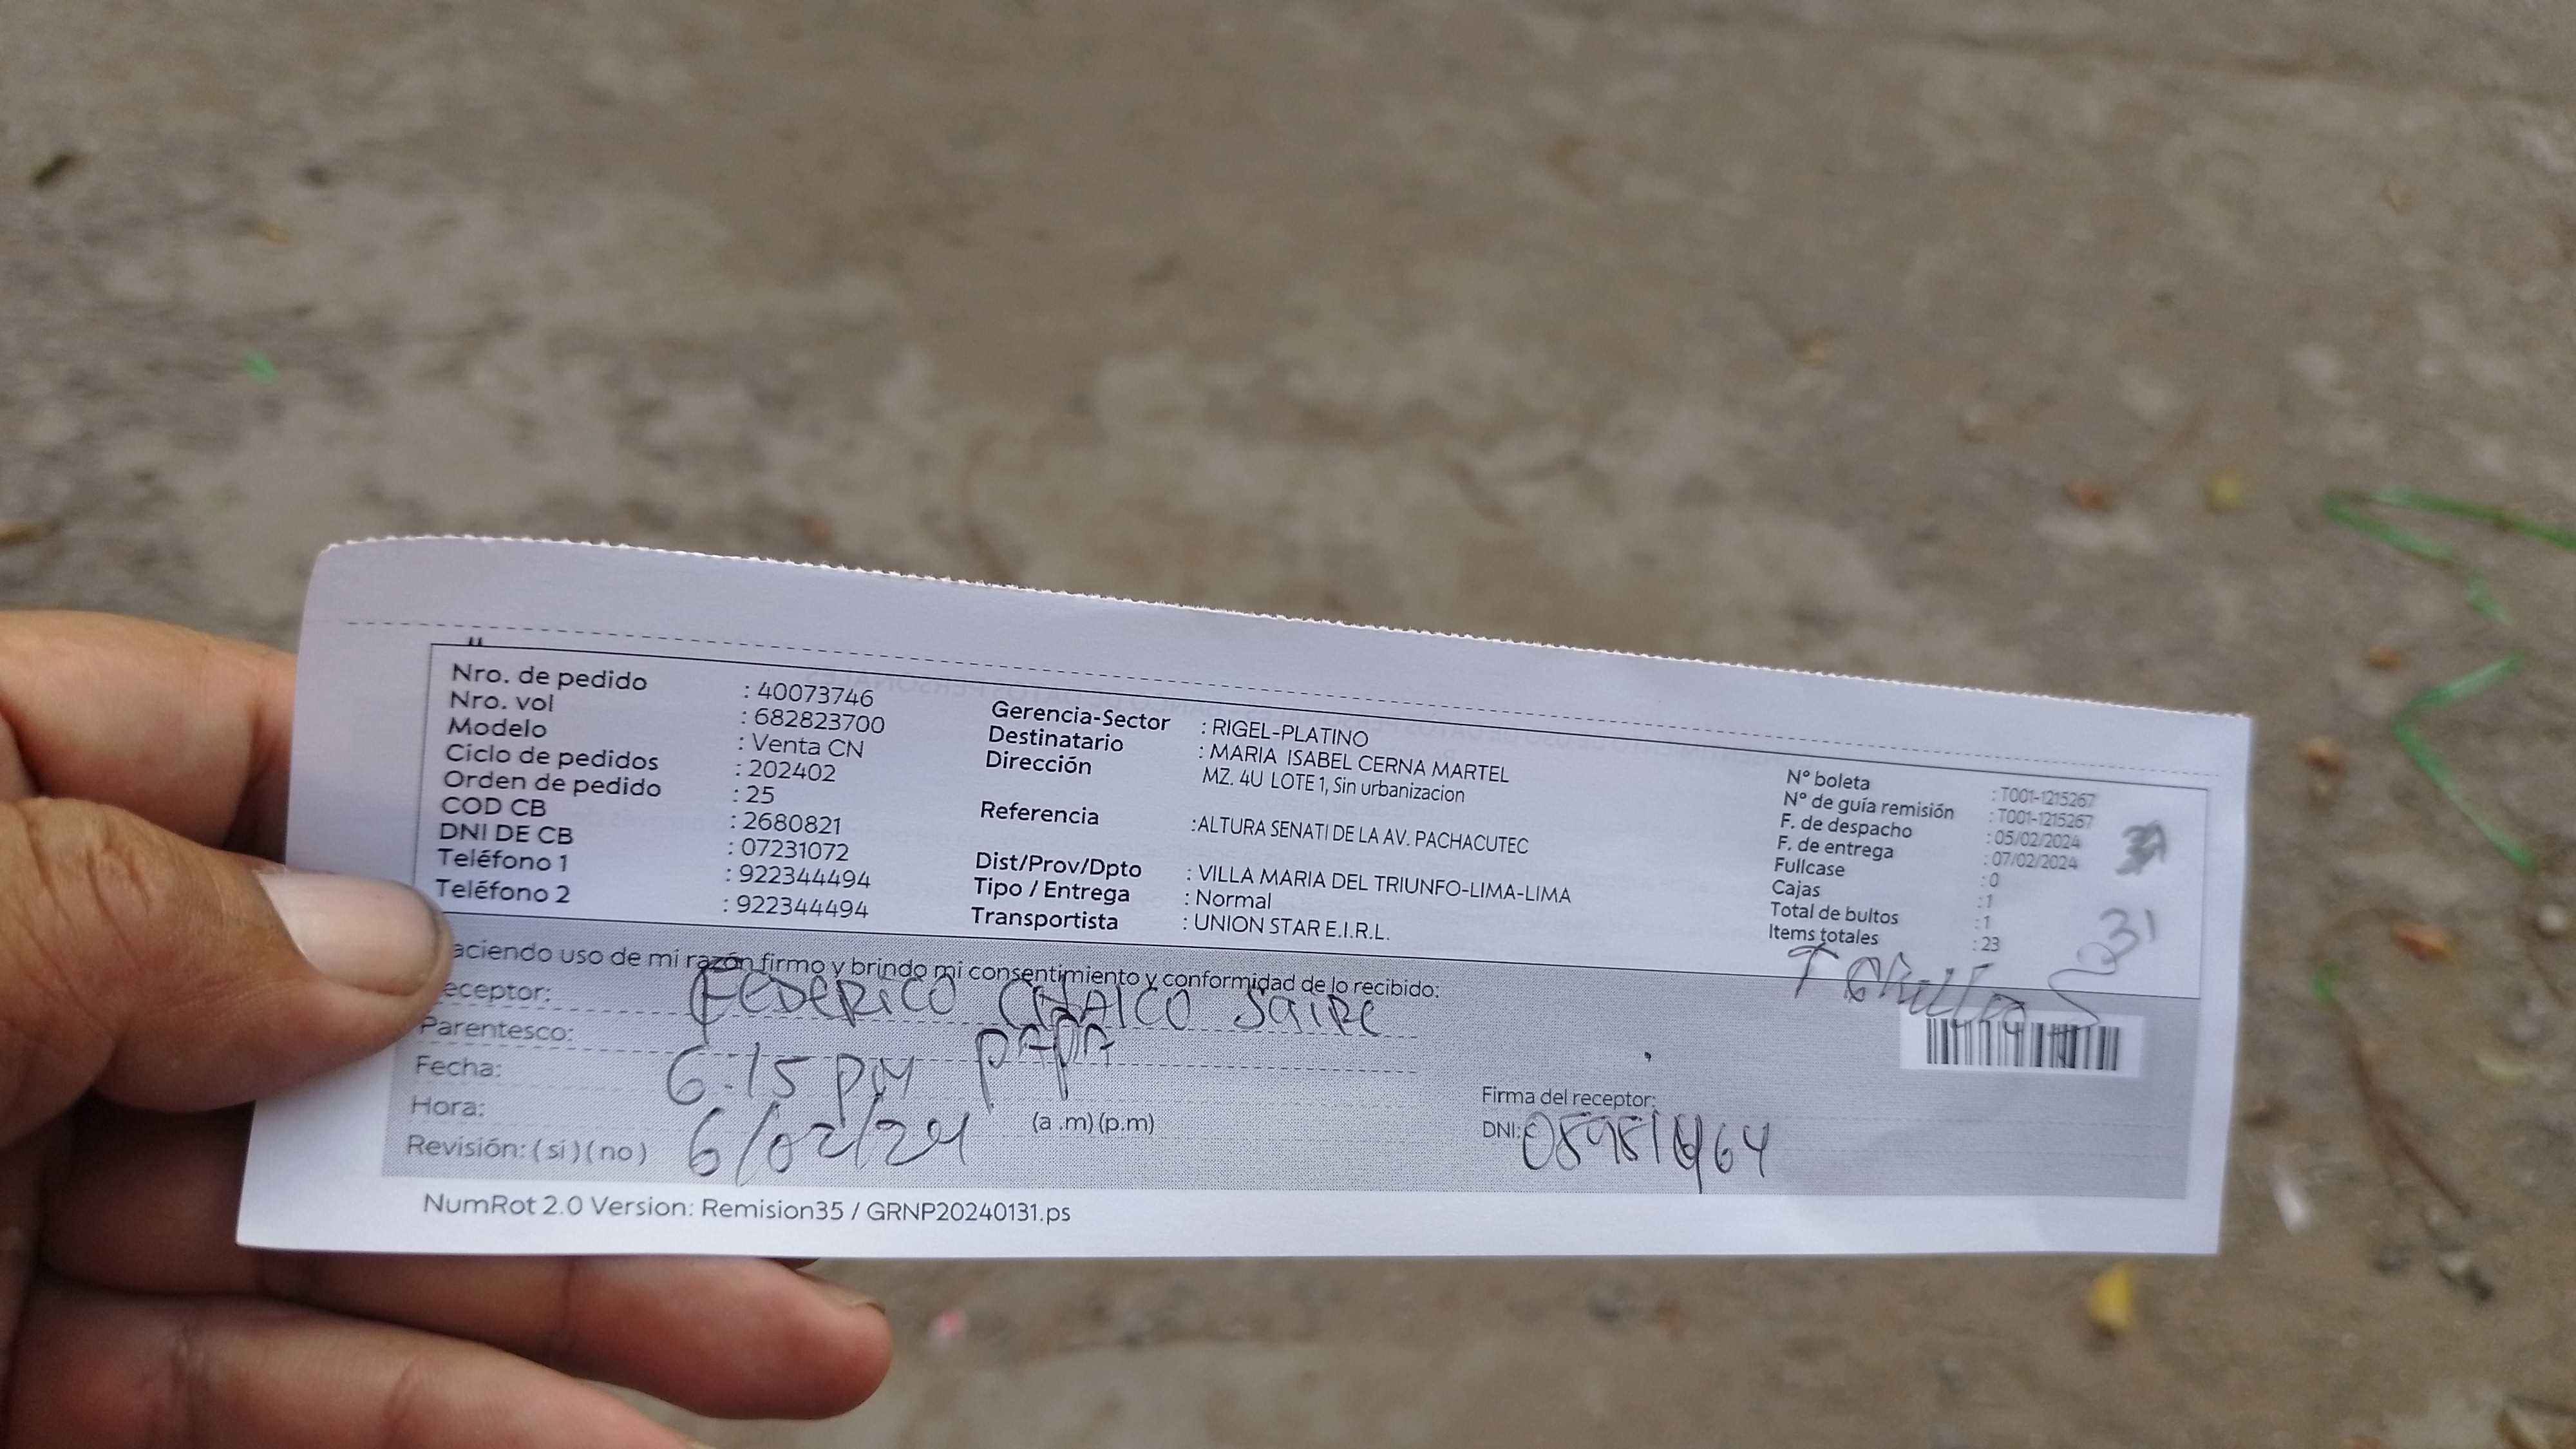 Nro. de pedido : 40073746
Nro. vol : 682823700
Modelo : Venta CN
Ciclo de pedidos : 202402
Orden de pedido : 25
COD CB : 2680821
DNI DE CB : 07231072
Teléfono 1 : 922344494
Teléfono 2 : 922344494
Gerencia-Sector : RIGEL-PLATINO
Destinatario : MARIA ISABEL CERNA MARTEL
Dirección MZ. 4U LOTE 1, Sin urbanizacion
Referencia :ALTURA SENATI DE LA AV. PACHACUTEC
Dist/Prov/Dpto : VILLA MARIA DEL TRIUNFO-LIMA-LIMA
Tipo / Entrega : Normal
Transportista : UNION STAR E.I.R.L.
N° boleta : T001-1215267
N° de guía remisión : T001-1215267
F. de despacho : 05/02/2024
F. de entrega : 07/02/2024
Fullcase : 0
Cajas : 1
Total de bultos : 1
Items totales : 23
31
aciendo uso de mi razón firmo y brindo mi consentimiento y conformidad de lo recibido:
eceptor: FEDERICO CHALCO SAIRE
Parentesco: PAPA
Fecha: 6.15 PM
Hora: (a .m) (p.m)
Revisión: ( si ) ( no ) 6/02/24
Firma del receptor:
DNI:
NumRot 2.0 Version: Remision35 / GRNP20240131.ps